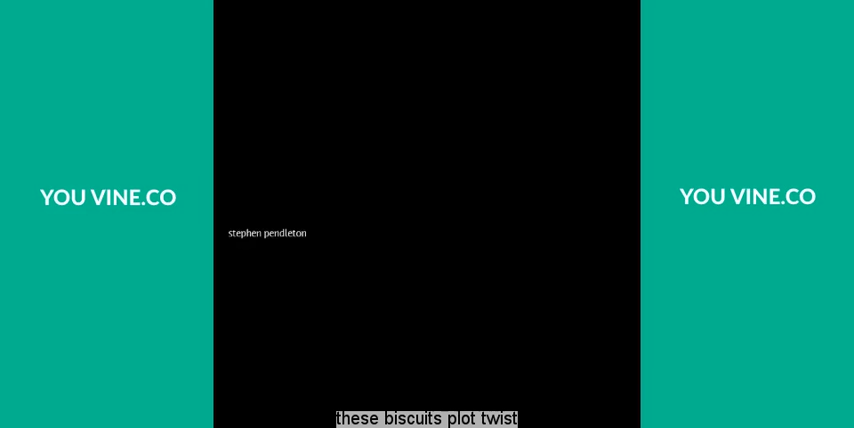 YOU VINE.CO
YOU VINE.CO
stephen pendleton
these biscuits plot twist